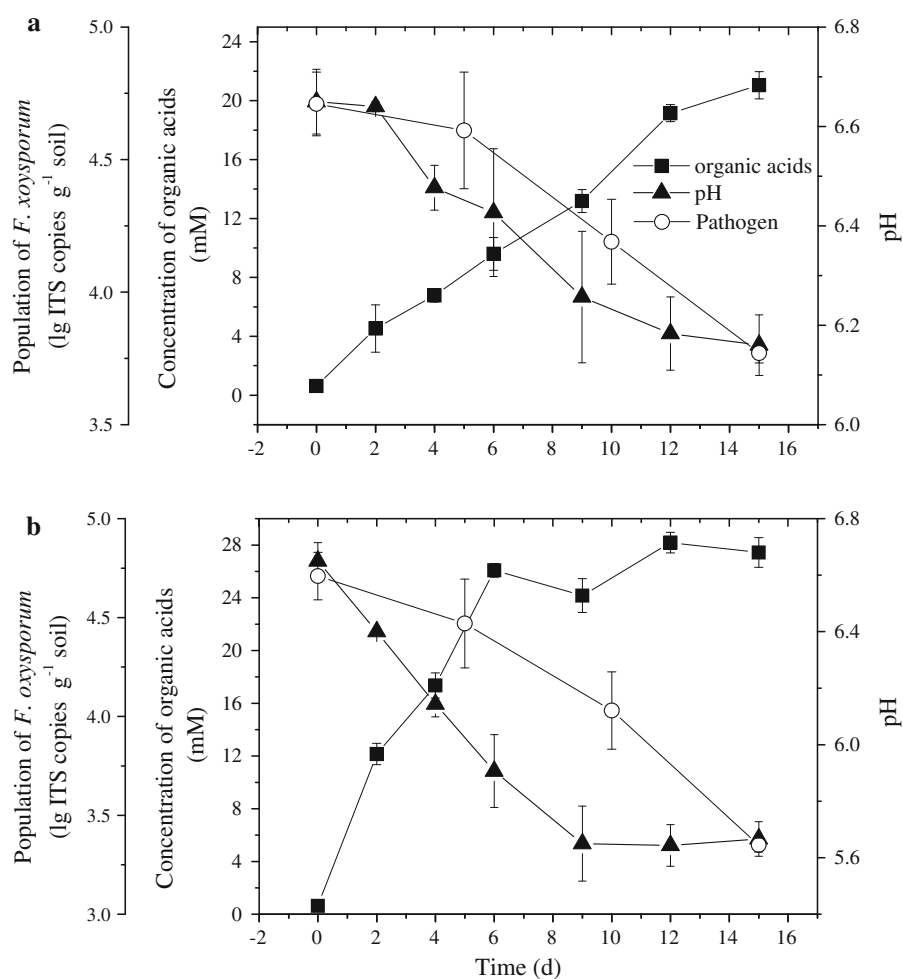 a
Population of F. xoysporum
(lg ITS copies g-1 soil)
5.0
4.5
4.0
3.5
Concentration of organic acids
(mM)
24
20
16
12
8
4
0
organic acids
pH
Pathogen
6.8
6.6
6.4
6.2
6.0
pH
-2 0 2 4 6 8 10 12 14 16
b
Population of F. oxysporum
(lg ITS copies g-1 soil)
5.0
4.5
4.0
3.5
3.0
Concentration of organic acids
(mM)
28
24
20
16
12
8
4
0
6.8
6.4
6.0
5.6
pH
-2 0 2 4 6 8 10 12 14 16
Time (d)